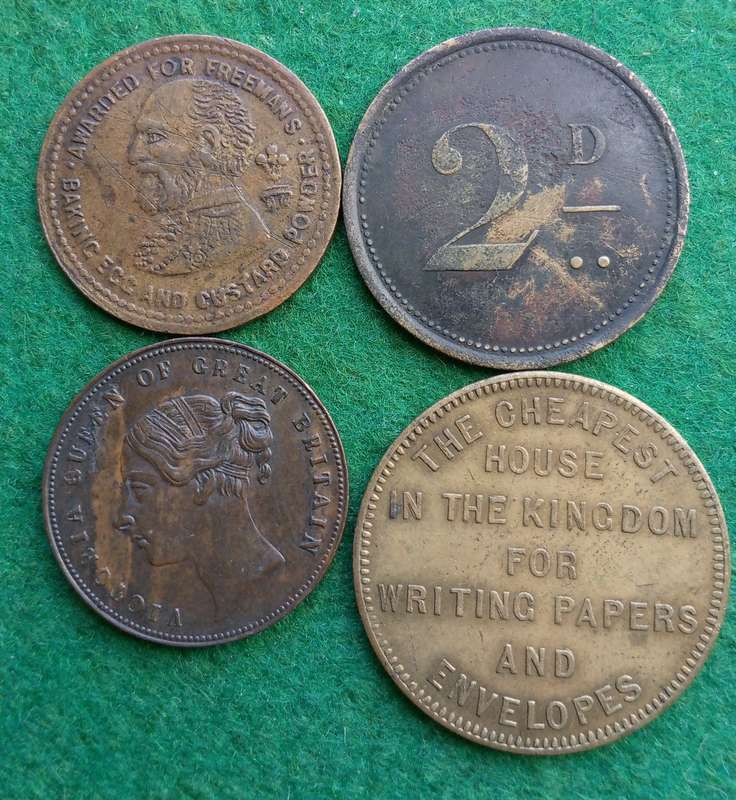 · AWARDED FOR FREEMAN'S ·
BAKING EGG AND CUSTARD POWDER
2D
VICTORIA QUEEN OF GREAT BRITAIN
THE CHEAPEST
HOUSE
IN THE KINGDOM
FOR
WRITING PAPERS
AND
ENVELOPES